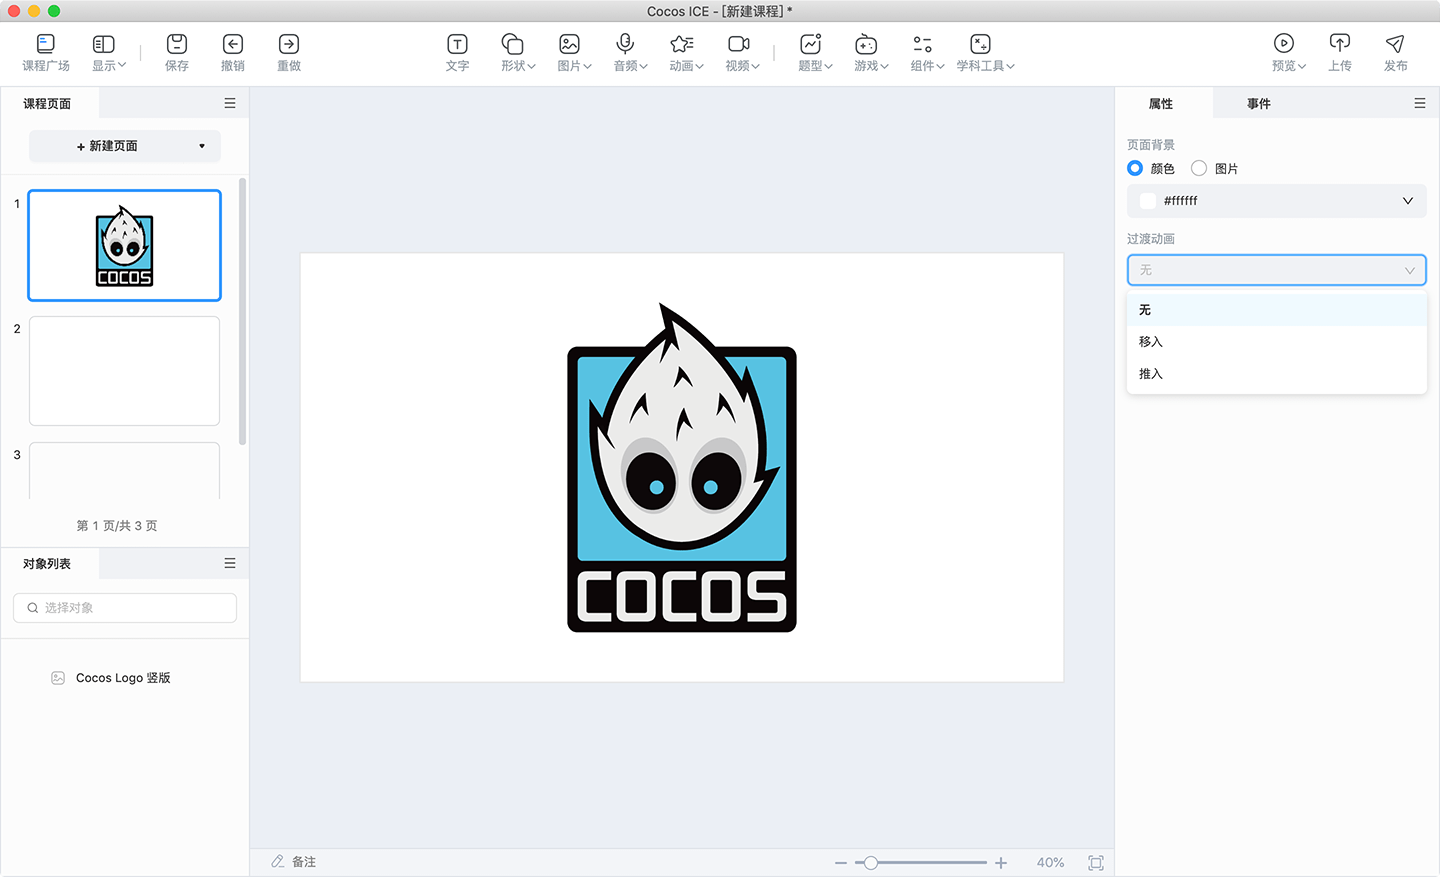 Cocos ICE - [新建课程] *
课程广场
显示
保存
撤销
重做
文字
形状
图片
音频
动画
视频
题型
游戏
组件
学科工具
预览
上传
发布
课程页面
+ 新建页面
1
COCOS
2
3
第 1 页/共 3 页
对象列表
选择对象
Cocos Logo 竖版
COCOS
备注
40%
属性
事件
页面背景
颜色 图片
#ffffff
过渡动画
无
无
移入
推入